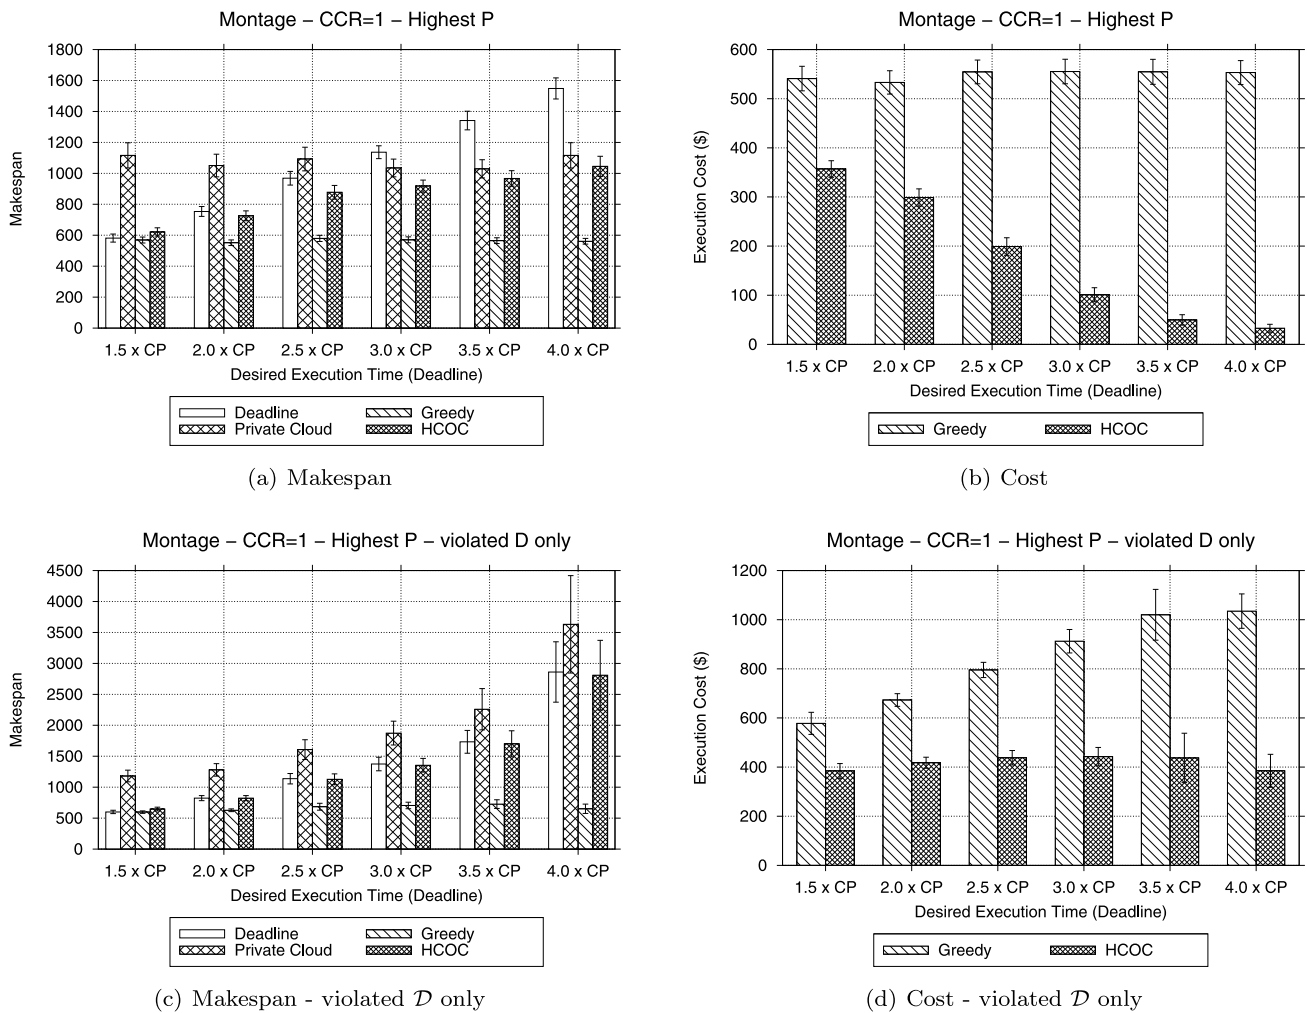 Montage – CCR=1 – Highest P
Makespan
1800
1600
1400
1200
1000
800
600
400
200
0
1.5 x CP 2.0 x CP 2.5 x CP 3.0 x CP 3.5 x CP 4.0 x CP
Desired Execution Time (Deadline)
Deadline Greedy
Private Cloud HCOC
(a) Makespan
Montage – CCR=1 – Highest P
Execution Cost ($)
600
500
400
300
200
100
0
1.5 x CP 2.0 x CP 2.5 x CP 3.0 x CP 3.5 x CP 4.0 x CP
Desired Execution Time (Deadline)
Greedy HCOC
(b) Cost
Montage – CCR=1 – Highest P – violated D only
Makespan
4500
4000
3500
3000
2500
2000
1500
1000
500
0
1.5 x CP 2.0 x CP 2.5 x CP 3.0 x CP 3.5 x CP 4.0 x CP
Desired Execution Time (Deadline)
Deadline Greedy
Private Cloud HCOC
(c) Makespan - violated 𝒟 only
Montage – CCR=1 – Highest P – violated D only
Execution Cost ($)
1200
1000
800
600
400
200
0
1.5 x CP 2.0 x CP 2.5 x CP 3.0 x CP 3.5 x CP 4.0 x CP
Desired Execution Time (Deadline)
Greedy HCOC
(d) Cost - violated 𝒟 only